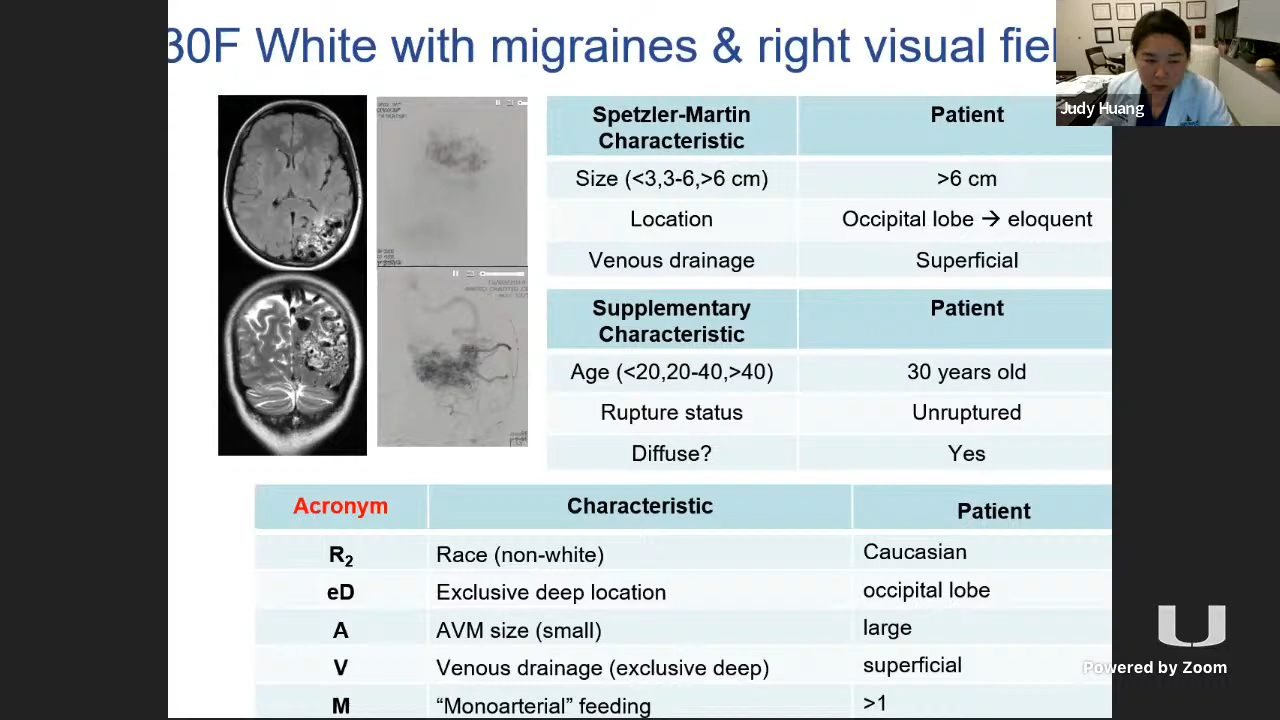 30F White with migraines & right visual fiel
Judy Huang
Spetzler-Martin Characteristic Patient
Size (<3,3-6,>6 cm) >6 cm
Location Occipital lobe → eloquent
Venous drainage Superficial
Supplementary Characteristic Patient
Age (<20,20-40,>40) 30 years old
Rupture status Unruptured
Diffuse? Yes
Acronym Characteristic Patient
R2 Race (non-white) Caucasian
eD Exclusive deep location occipital lobe
A AVM size (small) large
V Venous drainage (exclusive deep) superficial
M “Monoarterial” feeding >1
U
Powered by Zoom